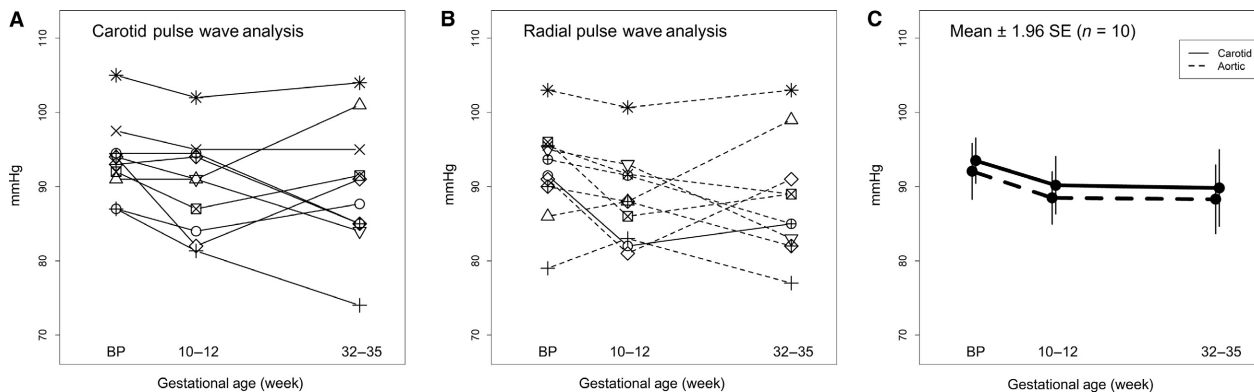 A
Carotid pulse wave analysis
110
100
90
80
70
mmHg
BP 10–12 32–35
Gestational age (week)
B
Radial pulse wave analysis
110
100
90
80
70
mmHg
BP 10–12 32–35
Gestational age (week)
C
Mean ± 1.96 SE (n = 10)
Carotid
Aortic
110
100
90
80
70
mmHg
BP 10–12 32–35
Gestational age (week)